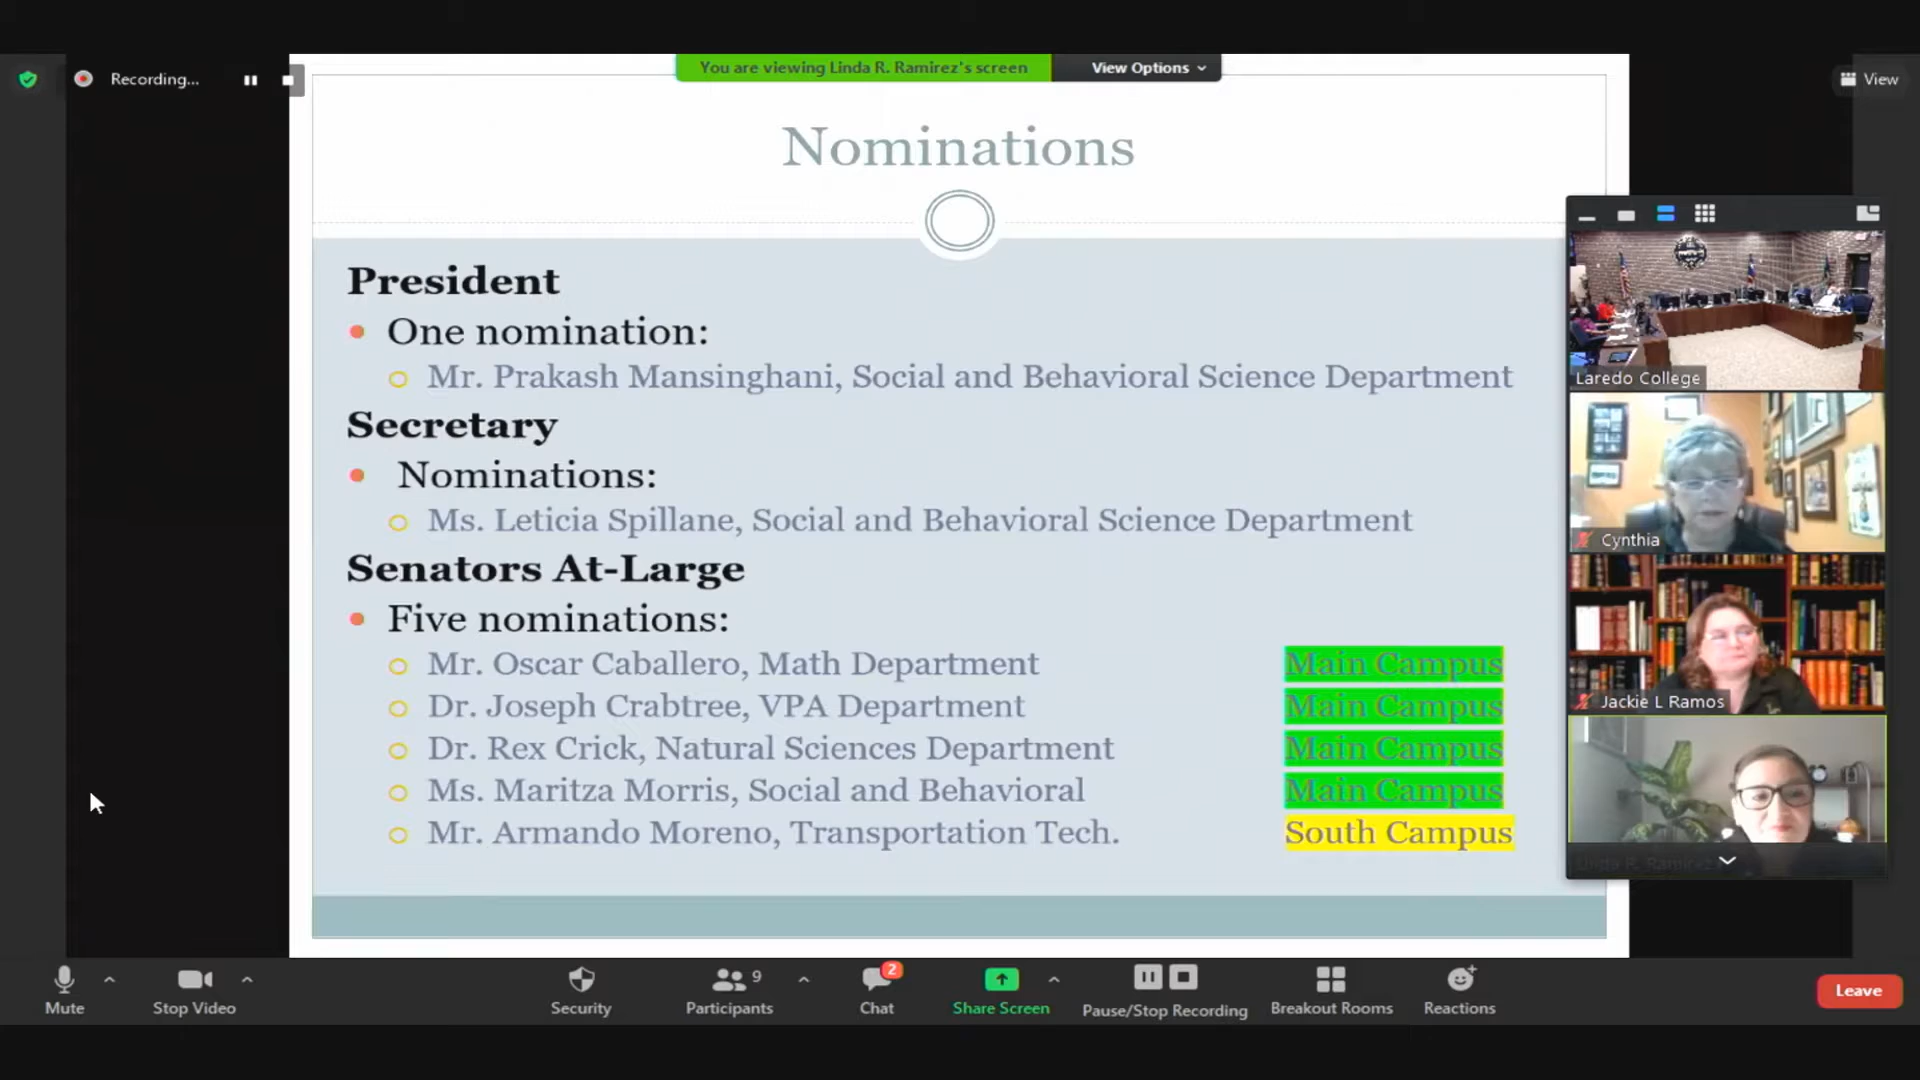 You are viewing Linda R. Ramirez's screen
View Options
Recording...
View
Nominations
President
One nomination:
Mr. Prakash Mansinghani, Social and Behavioral Science Department
Secretary
Nominations:
Ms. Leticia Spillane, Social and Behavioral Science Department
Senators At-Large
Five nominations:
Mr. Oscar Caballero, Math Department Main Campus
Dr. Joseph Crabtree, VPA Department Main Campus
Dr. Rex Crick, Natural Sciences Department Main Campus
Ms. Maritza Morris, Social and Behavioral Main Campus
Mr. Armando Moreno, Transportation Tech. South Campus
Laredo College
Cynthia
Jackie L Ramos
Linda R. Ramirez
Mute
Stop Video
Security
Participants 9
Chat 2
Share Screen
Pause/Stop Recording
Breakout Rooms
Reactions
Leave